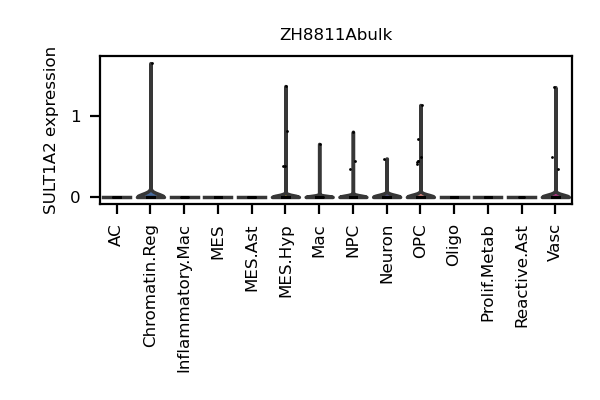 ZH8811Abulk
SULT1A2 expression
1
0
AC
Chromatin.Reg
Inflammatory.Mac
MES
MES.Ast
MES.Hyp
Mac
NPC
Neuron
OPC
Oligo
Prolif.Metab
Reactive.Ast
Vasc